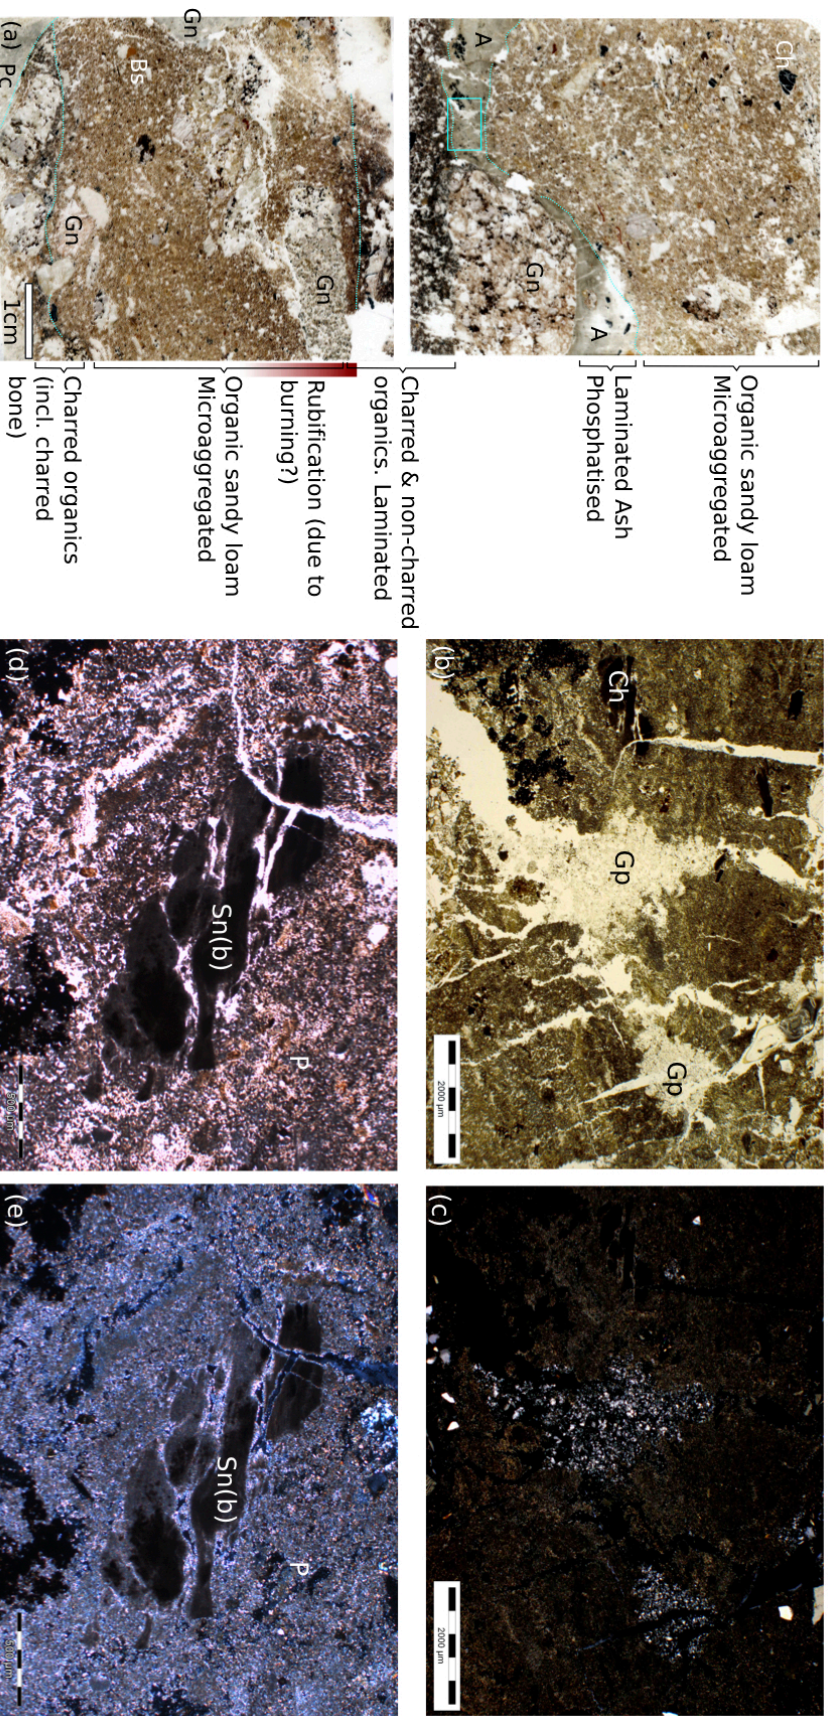 (a)
Pc
Gn
Bs
Gn
Gn
1cm
A
Ch
Gn
A
Organic sandy loam
Microaggregated
Laminated Ash
Phosphatised
Charred & non-charred
organics. Laminated
Rubification (due to
burning?)
Organic sandy loam
Microaggregated
Charred organics
(incl. charred
bone)
(b)
Ch
Gp
Gp
2000 µm
(c)
2000 µm
(d)
Sn(b)
P
500µm
(e)
Sn(b)
P
500µm